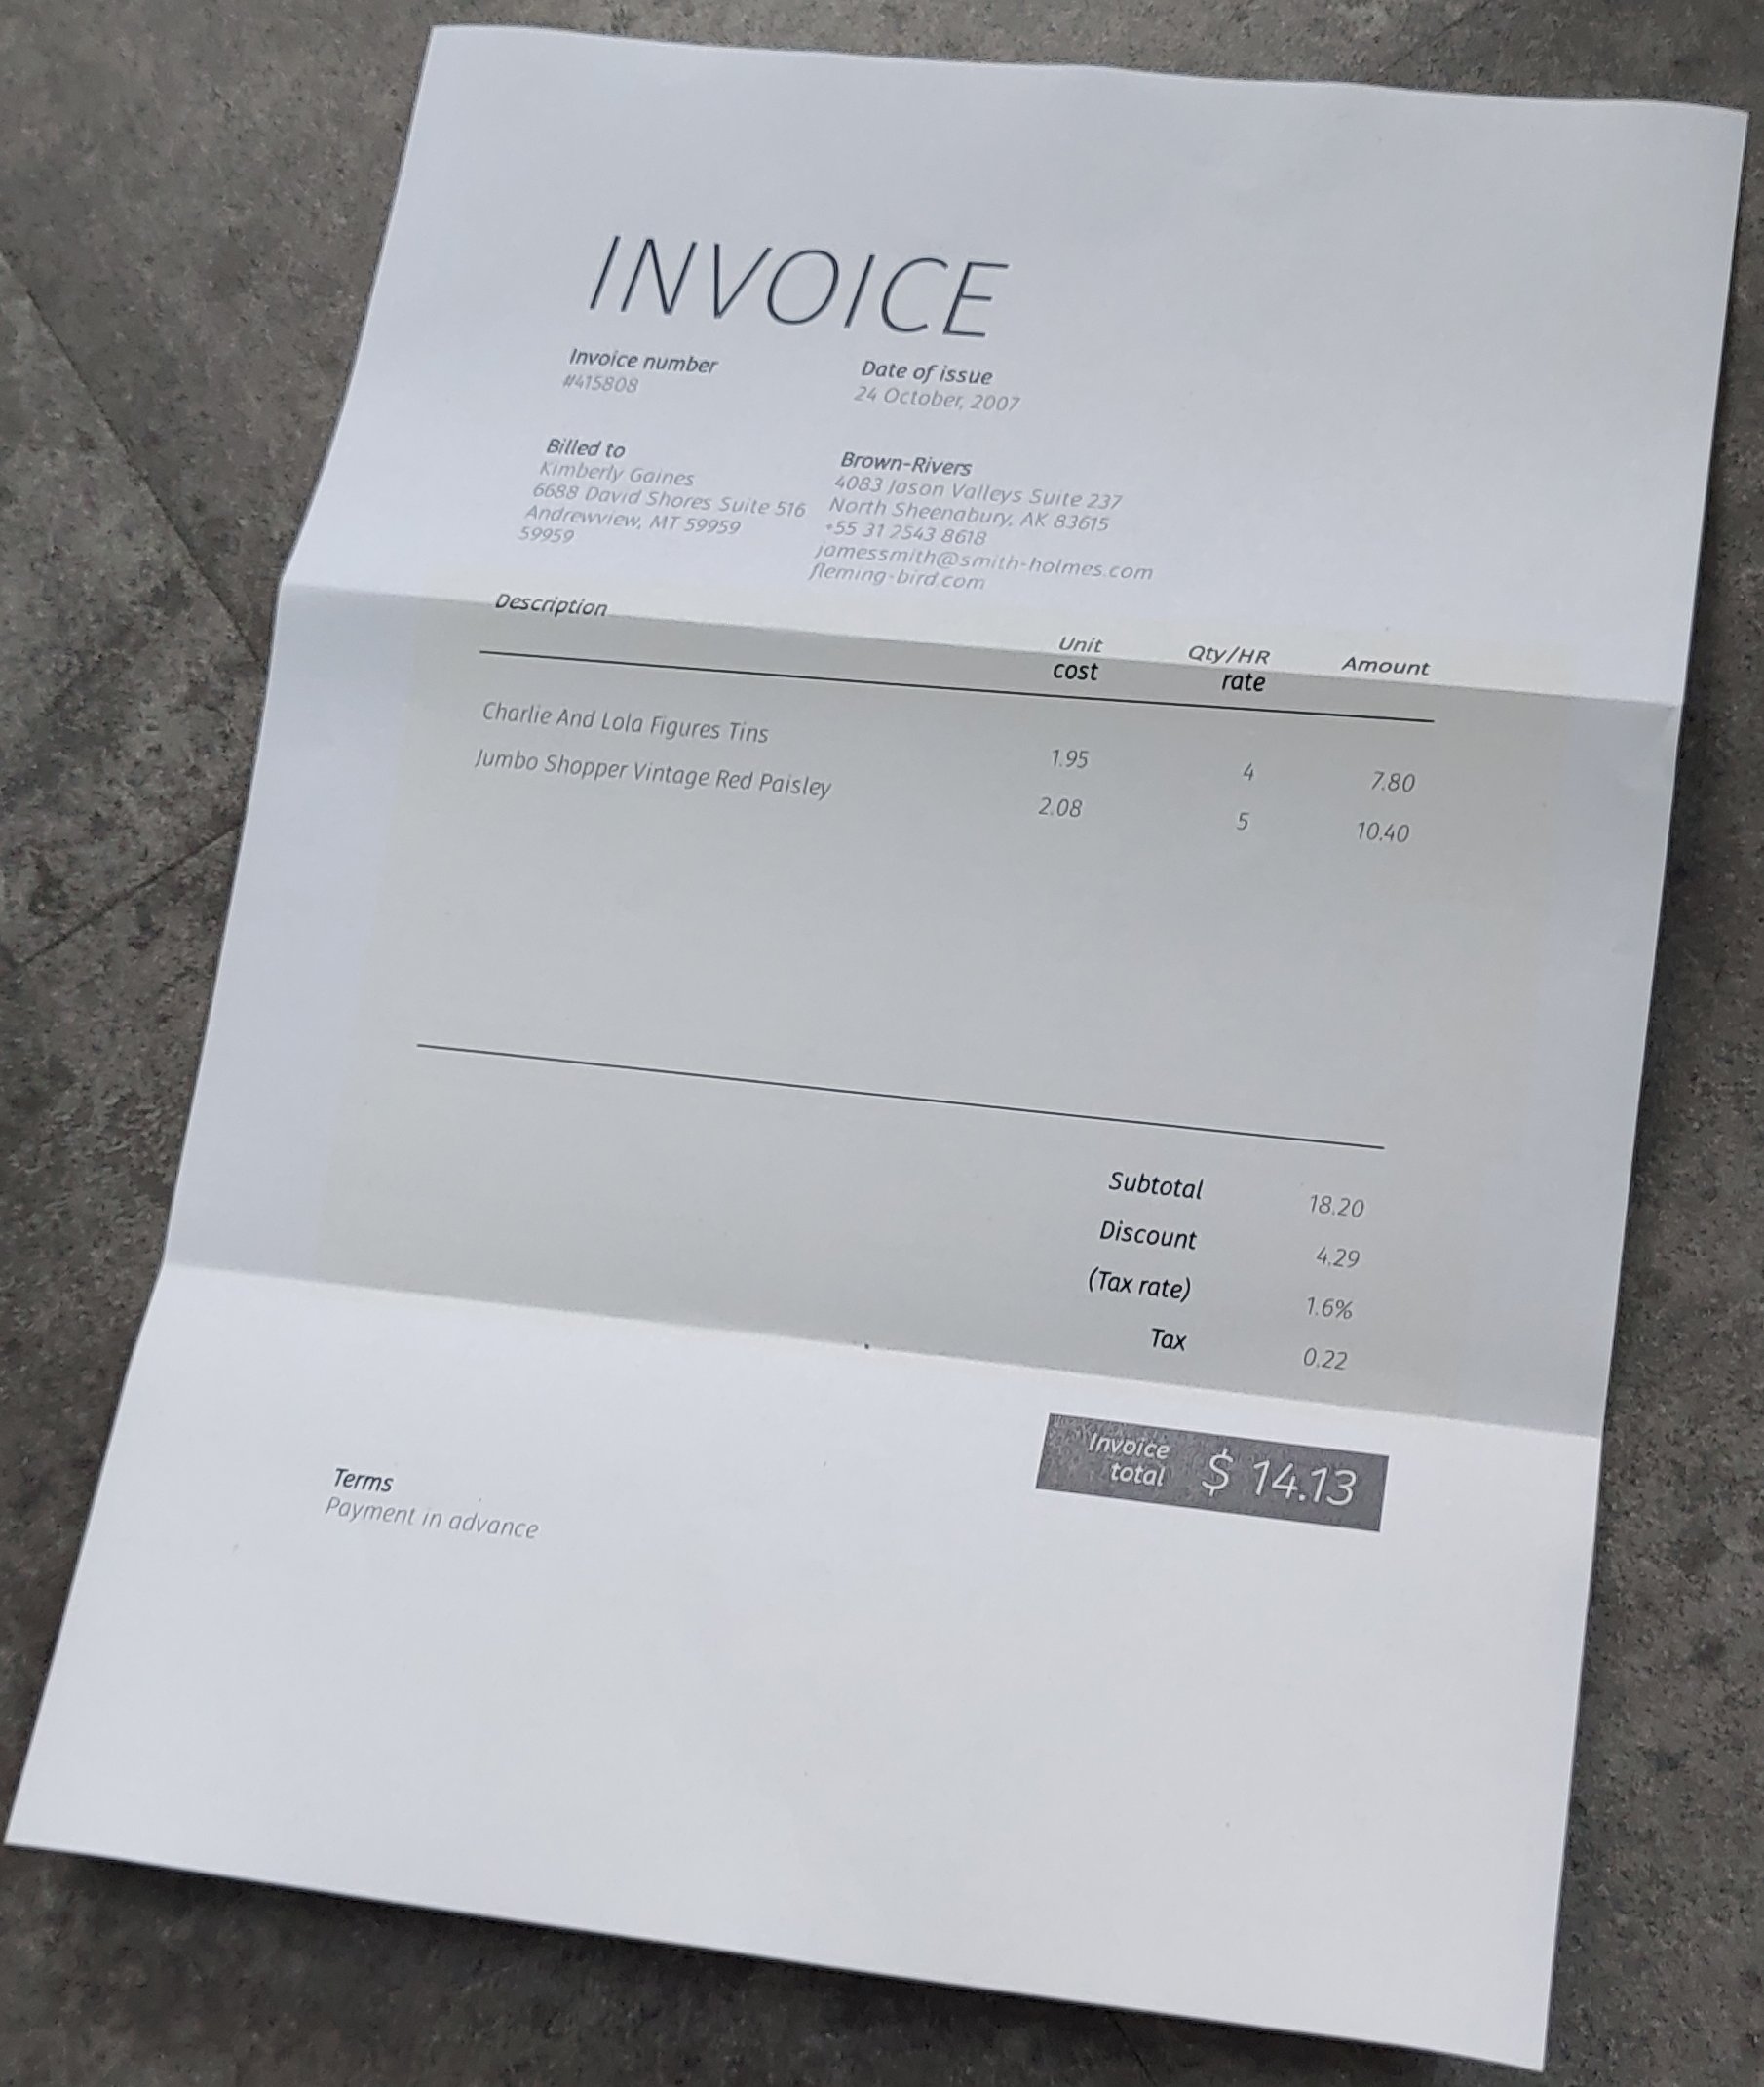 INVOICE
Invoice number
#415808
Date of issue
24 October, 2007
Billed to
Kimberly Gaines
6688 David Shores Suite 516
Andrewview, MT 59959
59959
Brown-Rivers
4083 Jason Valleys Suite 237
North Sheenabury, AK 83615
+55 31 2543 8618
jamessmith@smith-holmes.com
fleming-bird.com
Description Unit cost Qty/HR rate Amount
Charlie And Lola Figures Tins 1.95 4 7.80
Jumbo Shopper Vintage Red Paisley 2.08 5 10.40
Subtotal 18.20
Discount 4.29
(Tax rate) 1.6%
Tax 0.22
Invoice total $ 14.13
Terms
Payment in advance